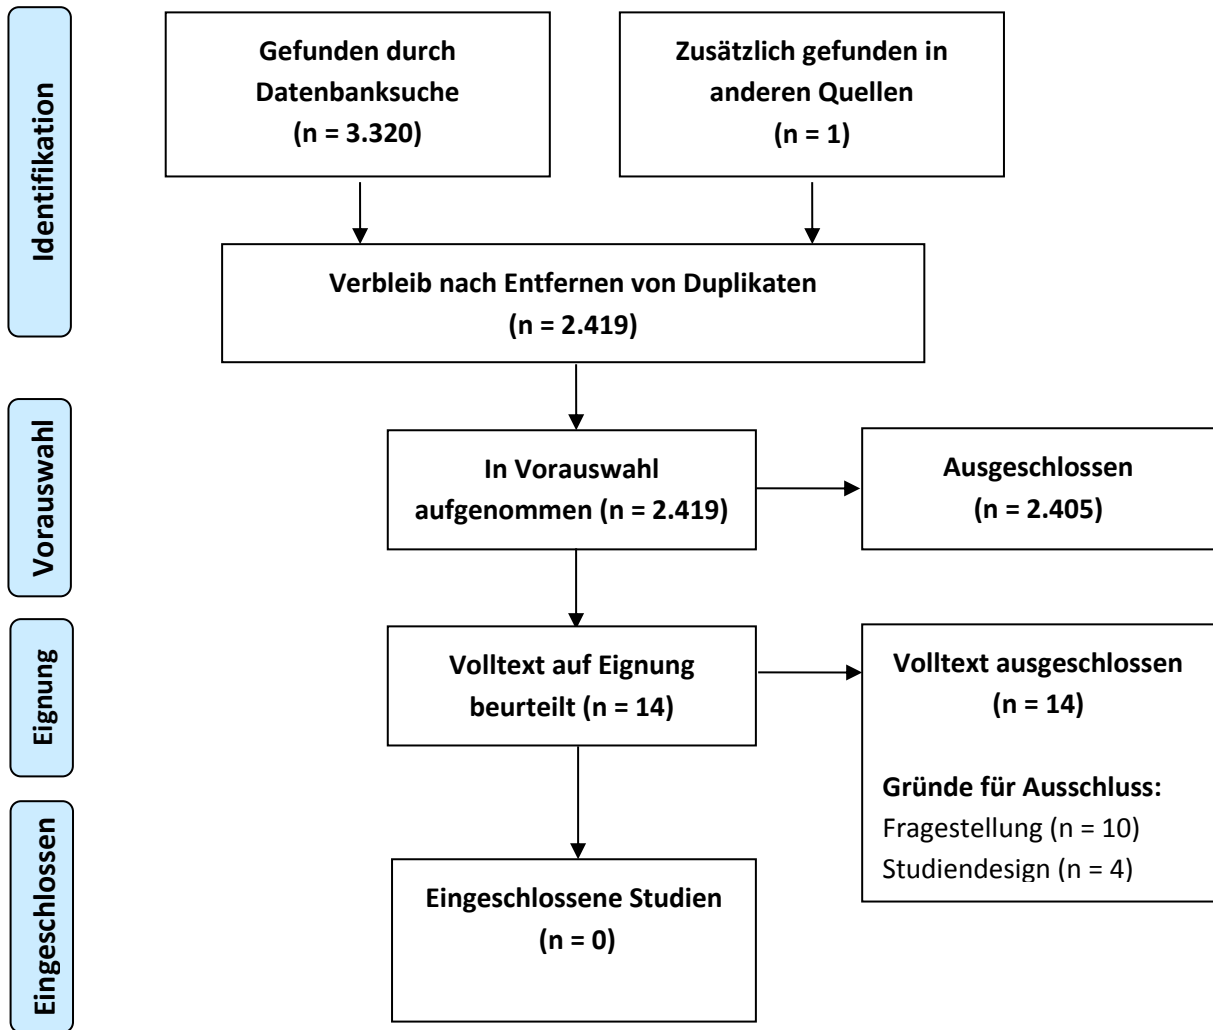 Identifikation
Gefunden durch
Datenbanksuche
(n = 3.320)
Zusätzlich gefunden in
anderen Quellen
(n = 1)
Verbleib nach Entfernen von Duplikaten
(n = 2.419)
Vorauswahl
In Vorauswahl
aufgenommen (n = 2.419)
Ausgeschlossen
(n = 2.405)
Eignung
Volltext auf Eignung
beurteilt (n = 14)
Volltext ausgeschlossen
(n = 14)
Gründe für Ausschluss:
Fragestellung (n = 10)
Studiendesign (n = 4)
Eingeschlossen
Eingeschlossene Studien
(n = 0)